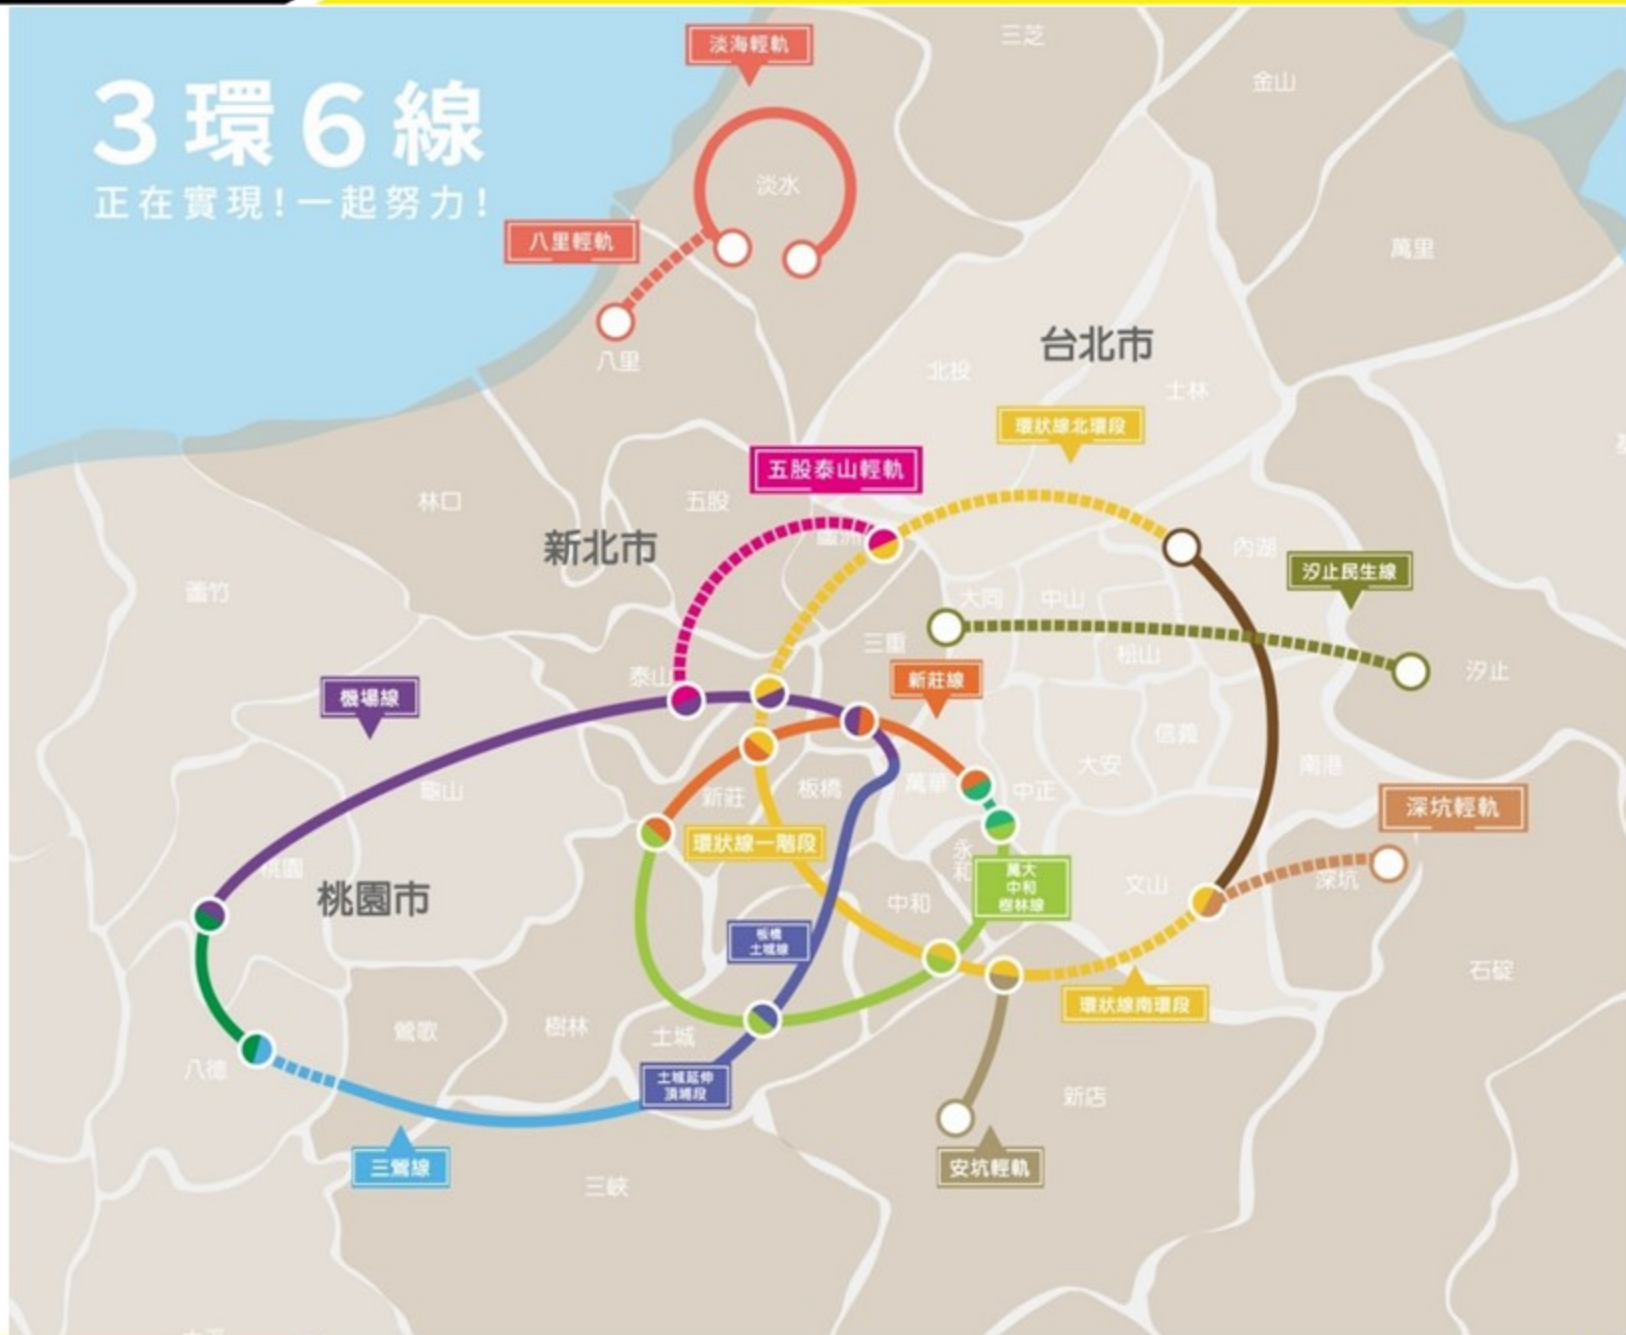 3環6線
正在實現!一起努力!
淡海輕軌
三芝
金山
淡水
八里輕軌
萬里
八里
台北市
北投
士林
環狀線北環段
五股泰山輕軌
林口
五股
新北市
蘆洲
內湖
汐止民生線
蘆竹
大同
中山
三重
松山
汐止
泰山
新莊線
機場線
信義
大安
南港
龜山
新莊
板橋
萬華
中正
深坑輕軌
環狀線一階段
永和
萬大
中和
樹林線
桃園
桃園市
文山
深坑
中和
板橋
土城線
石碇
環狀線南環段
鶯歌
樹林
土城
八德
土城延伸
頂埔段
新店
三鶯線
安坑輕軌
三峽